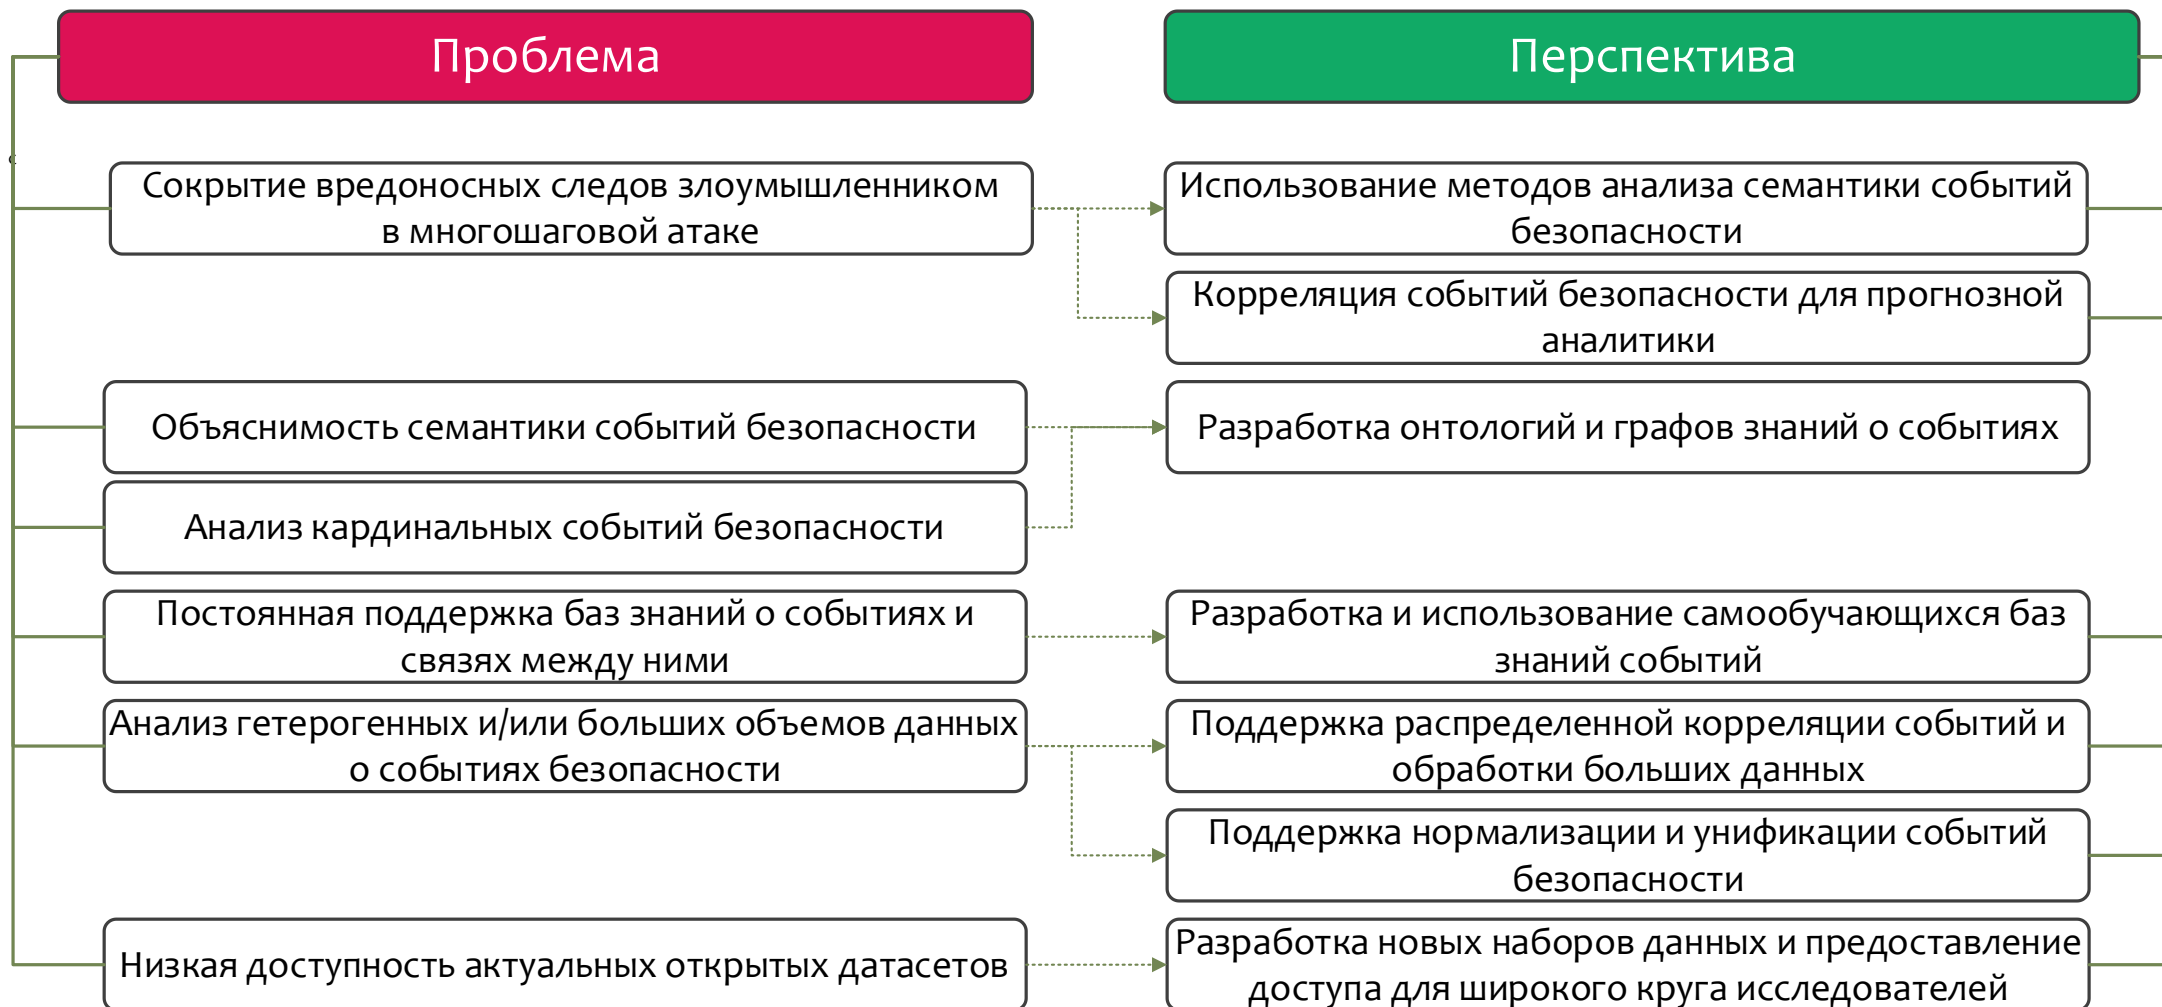 Проблема
Перспектива
с
Сокрытие вредоносных следов злоумышленником
в многошаговой атаке
Использование методов анализа семантики событий
безопасности
Корреляция событий безопасности для прогнозной
аналитики
Объяснимость семантики событий безопасности
Разработка онтологий и графов знаний о событиях
Анализ кардинальных событий безопасности
Постоянная поддержка баз знаний о событиях и
связях между ними
Разработка и использование самообучающихся баз
знаний событий
Анализ гетерогенных и/или больших объемов данных
о событиях безопасности
Поддержка распределенной корреляции событий и
обработки больших данных
Поддержка нормализации и унификации событий
безопасности
Низкая доступность актуальных открытых датасетов
Разработка новых наборов данных и предоставление
доступа для широкого круга исследователей